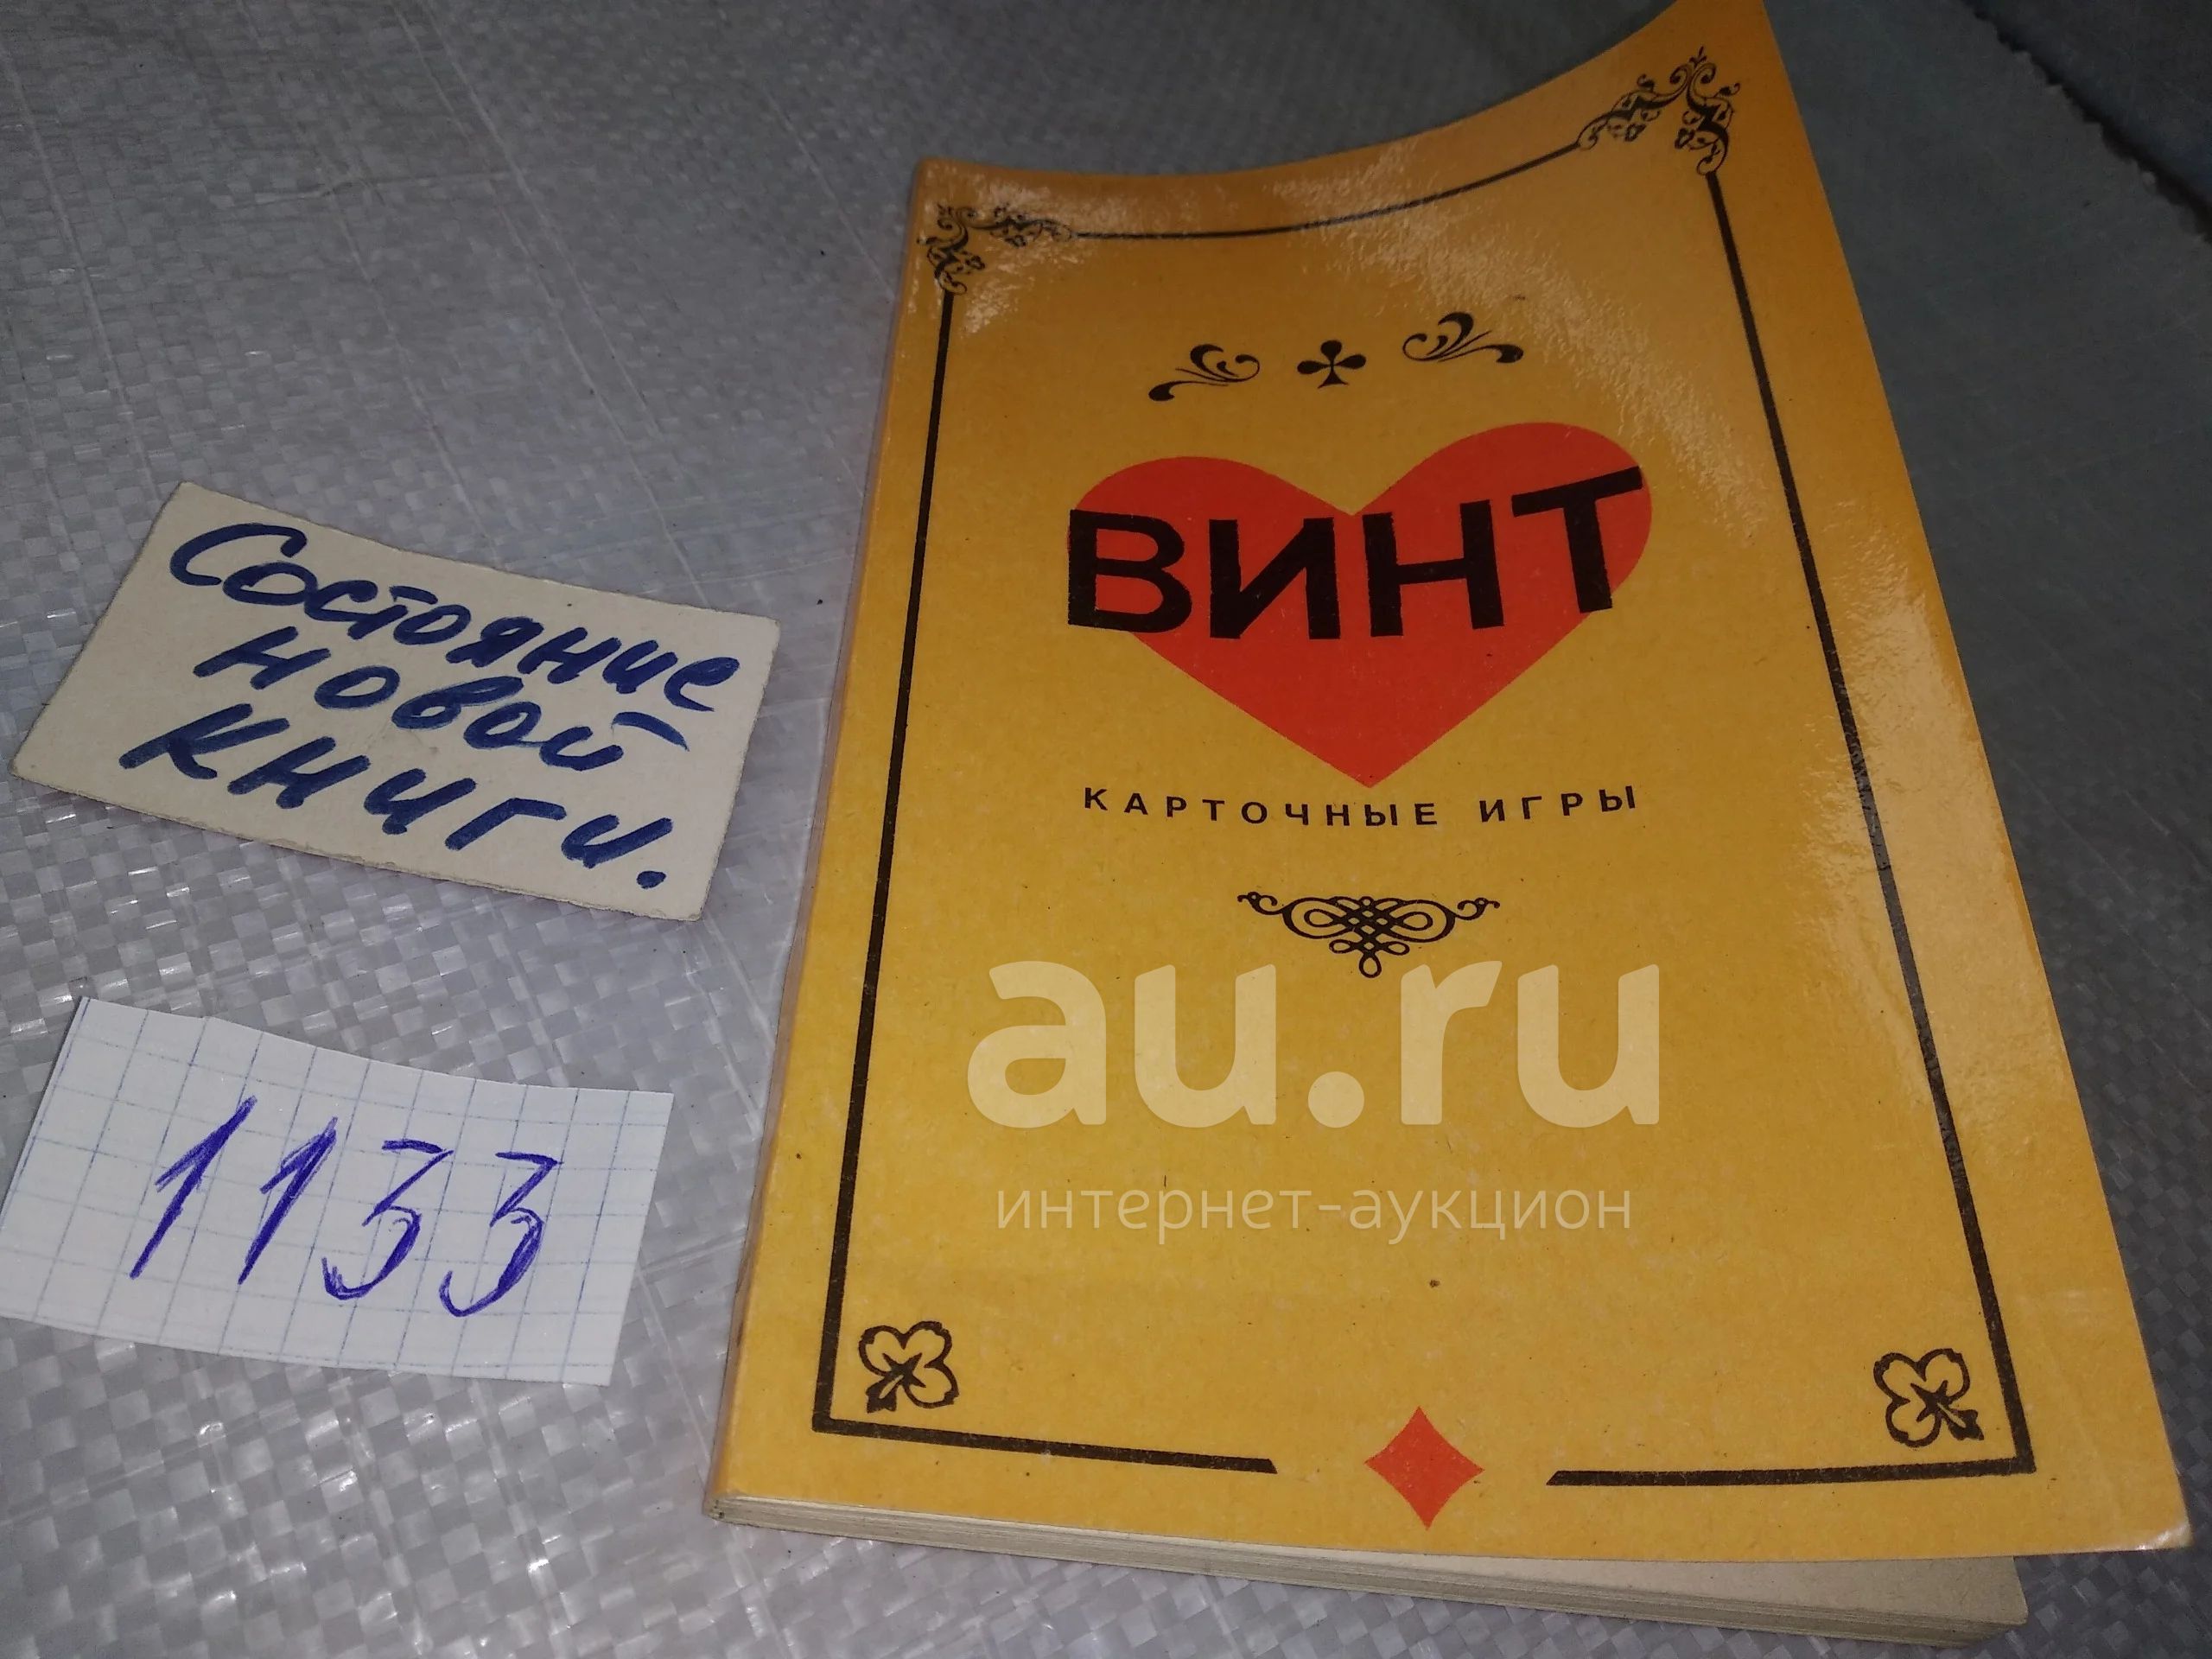 Состояние
новой
книги.
1133
ВИНТ
КАРТОЧНЫЕ ИГРЫ
au.ru
интернет-аукцион